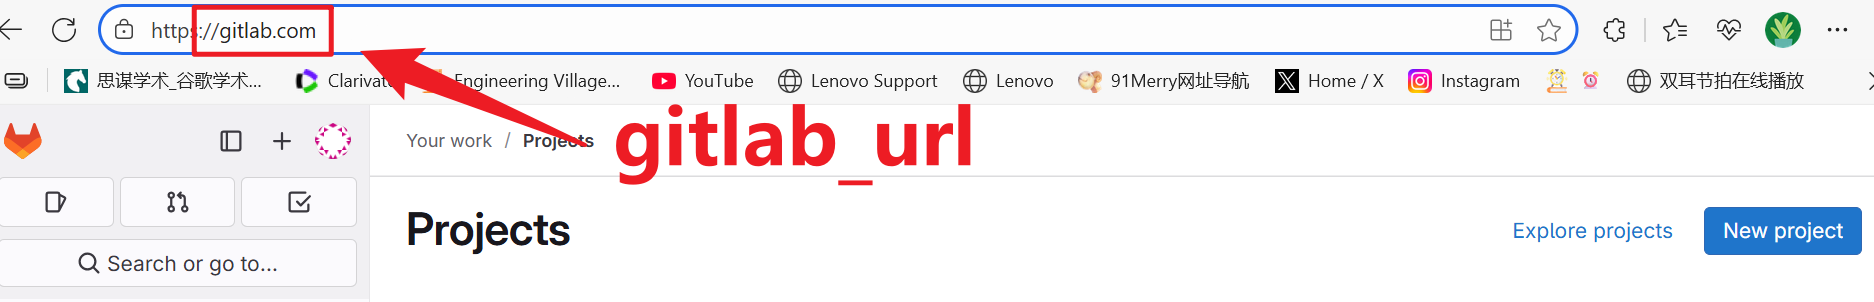 https://gitlab.com
思谋学术_谷歌学术... Clarivat Engineering Village... YouTube Lenovo Support Lenovo 91Merry网址导航 Home / X Instagram 双耳节拍在线播放
Your work / Projects
gitlab_url
Projects
Explore projects
New project
Search or go to...